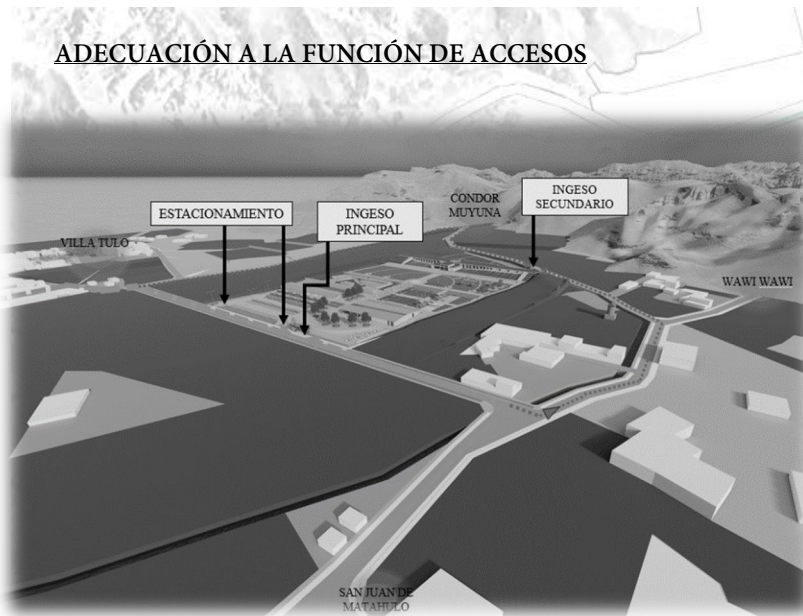 ADECUACIÓN A LA FUNCIÓN DE ACCESOS
ESTACIONAMIENTO
INGESO
PRINCIPAL
CONDOR
MUYUNA
INGESO
SECUNDARIO
VILLA TULO
WAWI WAWI
SAN JUAN DE
MATAHULO